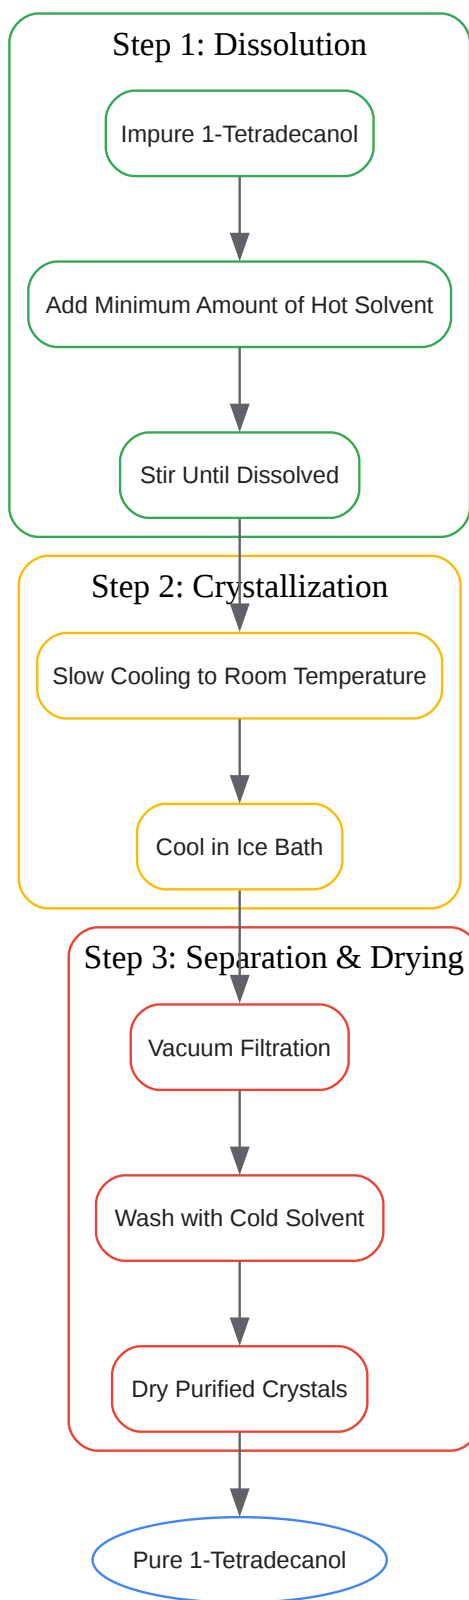 Step 1: Dissolution
Impure 1-Tetradecanol
Add Minimum Amount of Hot Solvent
Stir Until Dissolved
Step 2: Crystallization
Slow Cooling to Room Temperature
Cool in Ice Bath
Step 3: Separation & Drying
Vacuum Filtration
Wash with Cold Solvent
Dry Purified Crystals
Pure 1-Tetradecanol